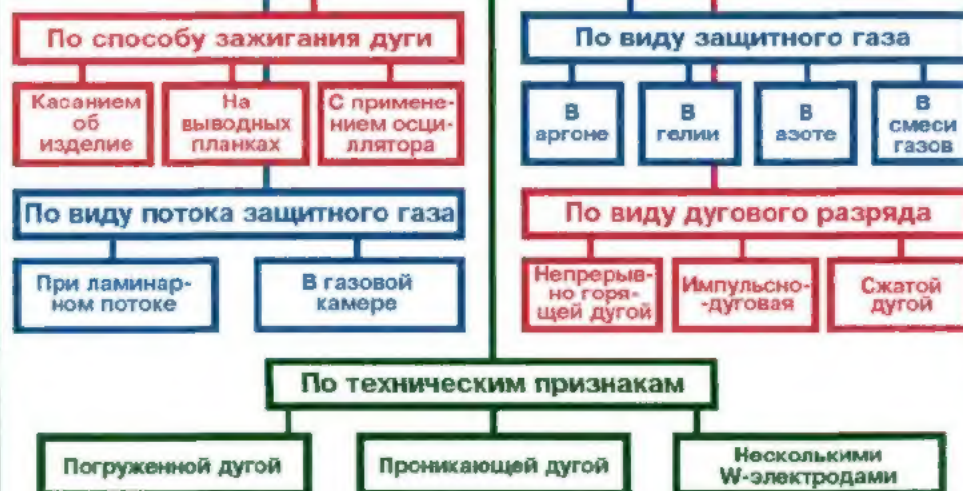 По способу зажигания дуги
По виду защитного газа
Касанием
об
изделие
На
выводных
планках
С примене-
нием осци-
ллятора
В
аргоне
В
гелии
В
азоте
В
смеси
газов
По виду потока защитного газа
По виду дугового разряда
При ламинар-
ном потоке
В газовой
камере
Непрерыв-
но горя-
щей дугой
Импульсно-
-дуговая
Сжатой
дугой
По техническим признакам
Погруженной дугой
Проникающей дугой
Несколькими
W-электродами